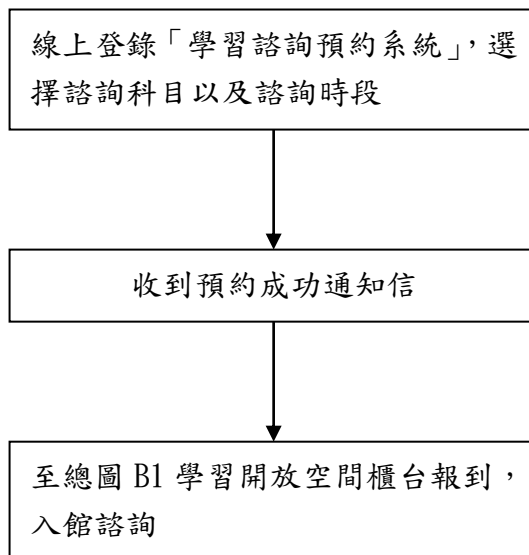 線上登錄「學習諮詢預約系統」，選
擇諮詢科目以及諮詢時段
收到預約成功通知信
至總圖 B1 學習開放空間櫃台報到，
入館諮詢